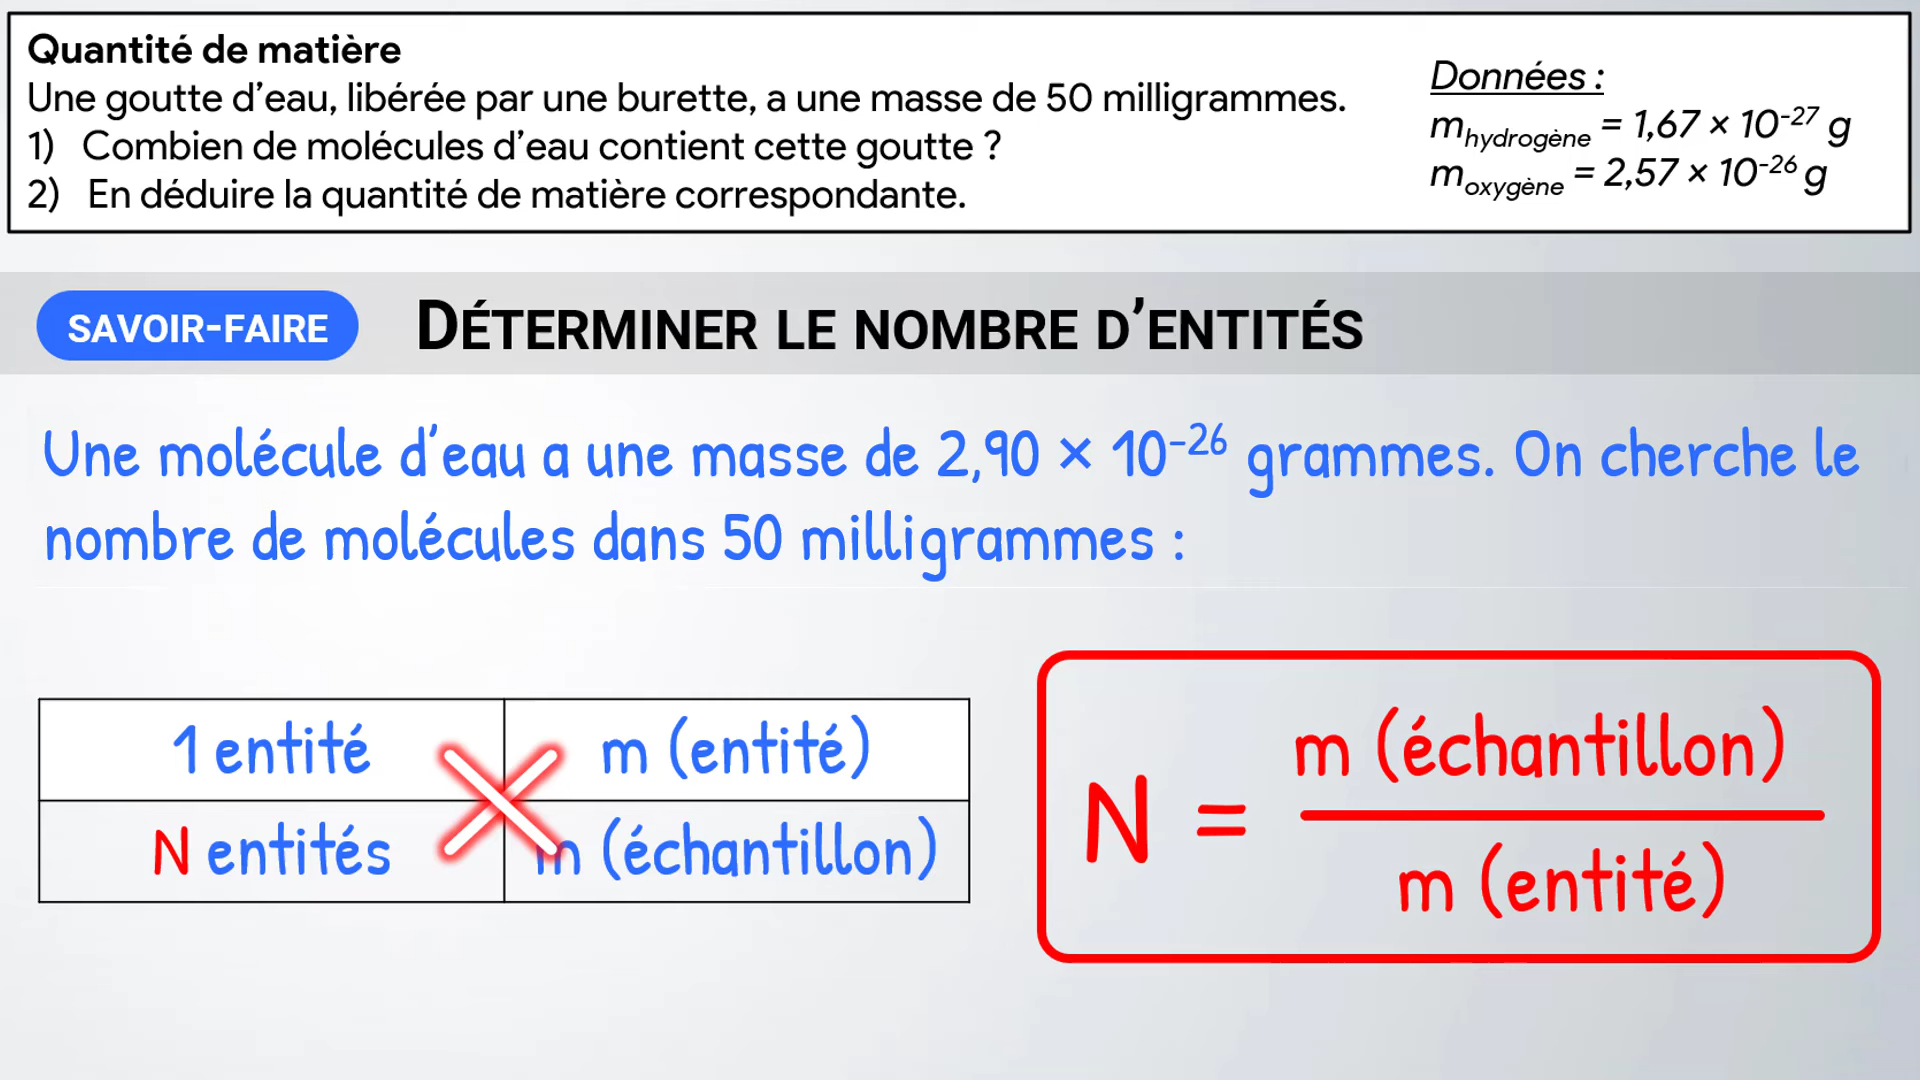 Quantité de matière
Une goutte d’eau, libérée par une burette, a une masse de 50 milligrammes.
1) Combien de molécules d’eau contient cette goutte ?
2) En déduire la quantité de matière correspondante.
Données :
m_hydrogène = 1,67 × 10⁻²⁷ g
m_oxygène = 2,57 × 10⁻²⁶ g
SAVOIR-FAIRE
DÉTERMINER LE NOMBRE D’ENTITÉS
Une molécule d’eau a une masse de 2,90 × 10⁻²⁶ grammes. On cherche le
nombre de molécules dans 50 milligrammes :
1 entité m (entité)
N entités m (échantillon)
N = m (échantillon)
m (entité)